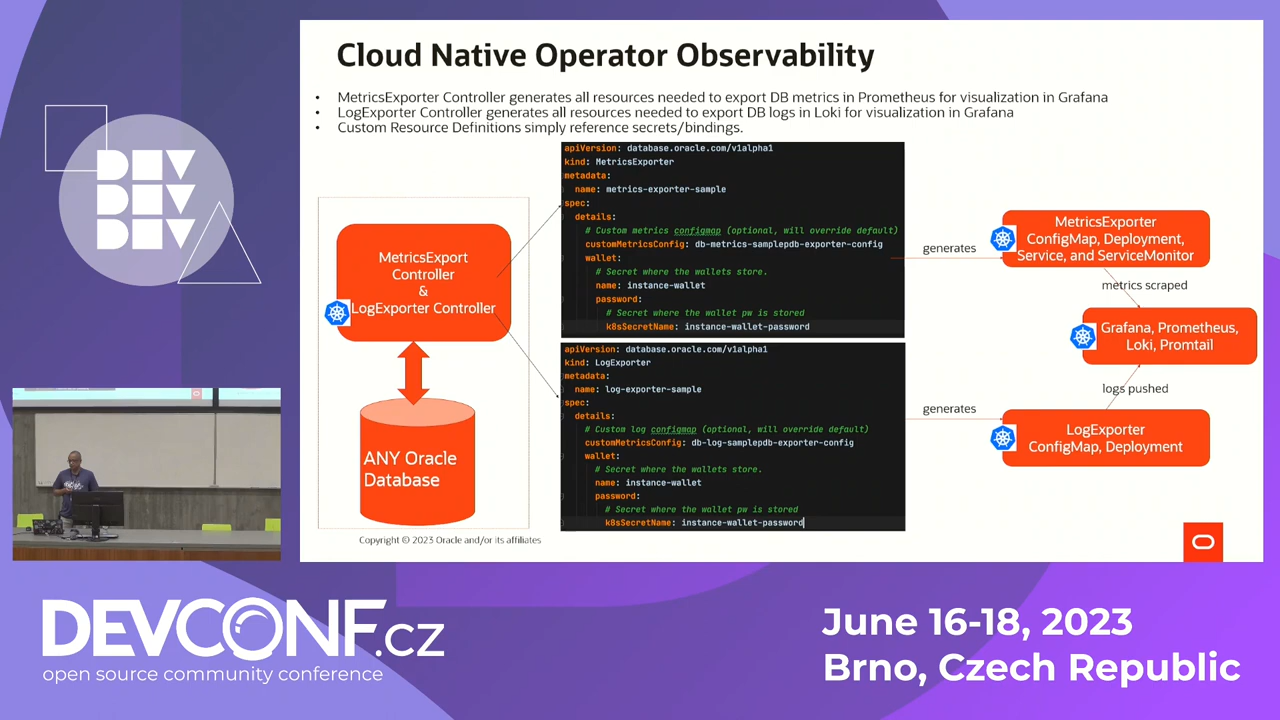 Cloud Native Operator Observability
• MetricsExporter Controller generates all resources needed to export DB metrics in Prometheus for visualization in Grafana
• LogExporter Controller generates all resources needed to export DB logs in Loki for visualization in Grafana
• Custom Resource Definitions simply reference secrets/bindings.
MetricsExport
Controller
&
LogExporter Controller
ANY Oracle
Database
apiVersion: database.oracle.com/v1alpha1
kind: MetricsExporter
metadata:
name: metrics-exporter-sample
spec:
details:
# Custom metrics configmap (optional, will override default)
customMetricsConfig: db-metrics-samplepdb-exporter-config
wallet:
# Secret where the wallets store.
name: instance-wallet
password:
# Secret where the wallet pw is stored
k8sSecretName: instance-wallet-password
apiVersion: database.oracle.com/v1alpha1
kind: LogExporter
metadata:
name: log-exporter-sample
spec:
details:
# Custom log configmap (optional, will override default)
customMetricsConfig: db-log-samplepdb-exporter-config
wallet:
# Secret where the wallets store.
name: instance-wallet
password:
# Secret where the wallet pw is stored
k8sSecretName: instance-wallet-password
generates
MetricsExporter
ConfigMap, Deployment,
Service, and ServiceMonitor
metrics scraped
Grafana, Prometheus,
Loki, Promtail
logs pushed
generates
LogExporter
ConfigMap, Deployment
Copyright © 2023 Oracle and/or its affiliates
DEV
DEV
DEV
DEVCONF.cz
open source community conference
June 16-18, 2023
Brno, Czech Republic